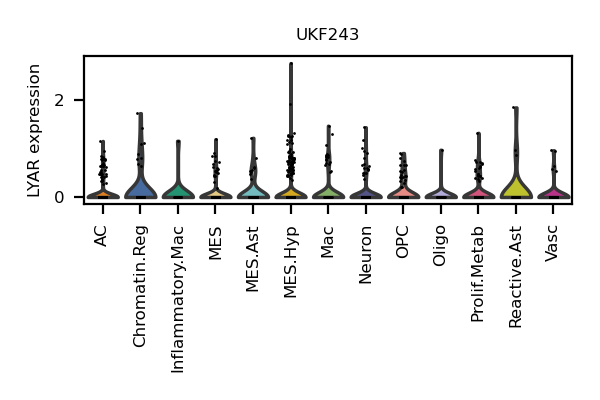 UKF243
LYAR expression
2
0
AC
Chromatin.Reg
Inflammatory.Mac
MES
MES.Ast
MES.Hyp
Mac
Neuron
OPC
Oligo
Prolif.Metab
Reactive.Ast
Vasc